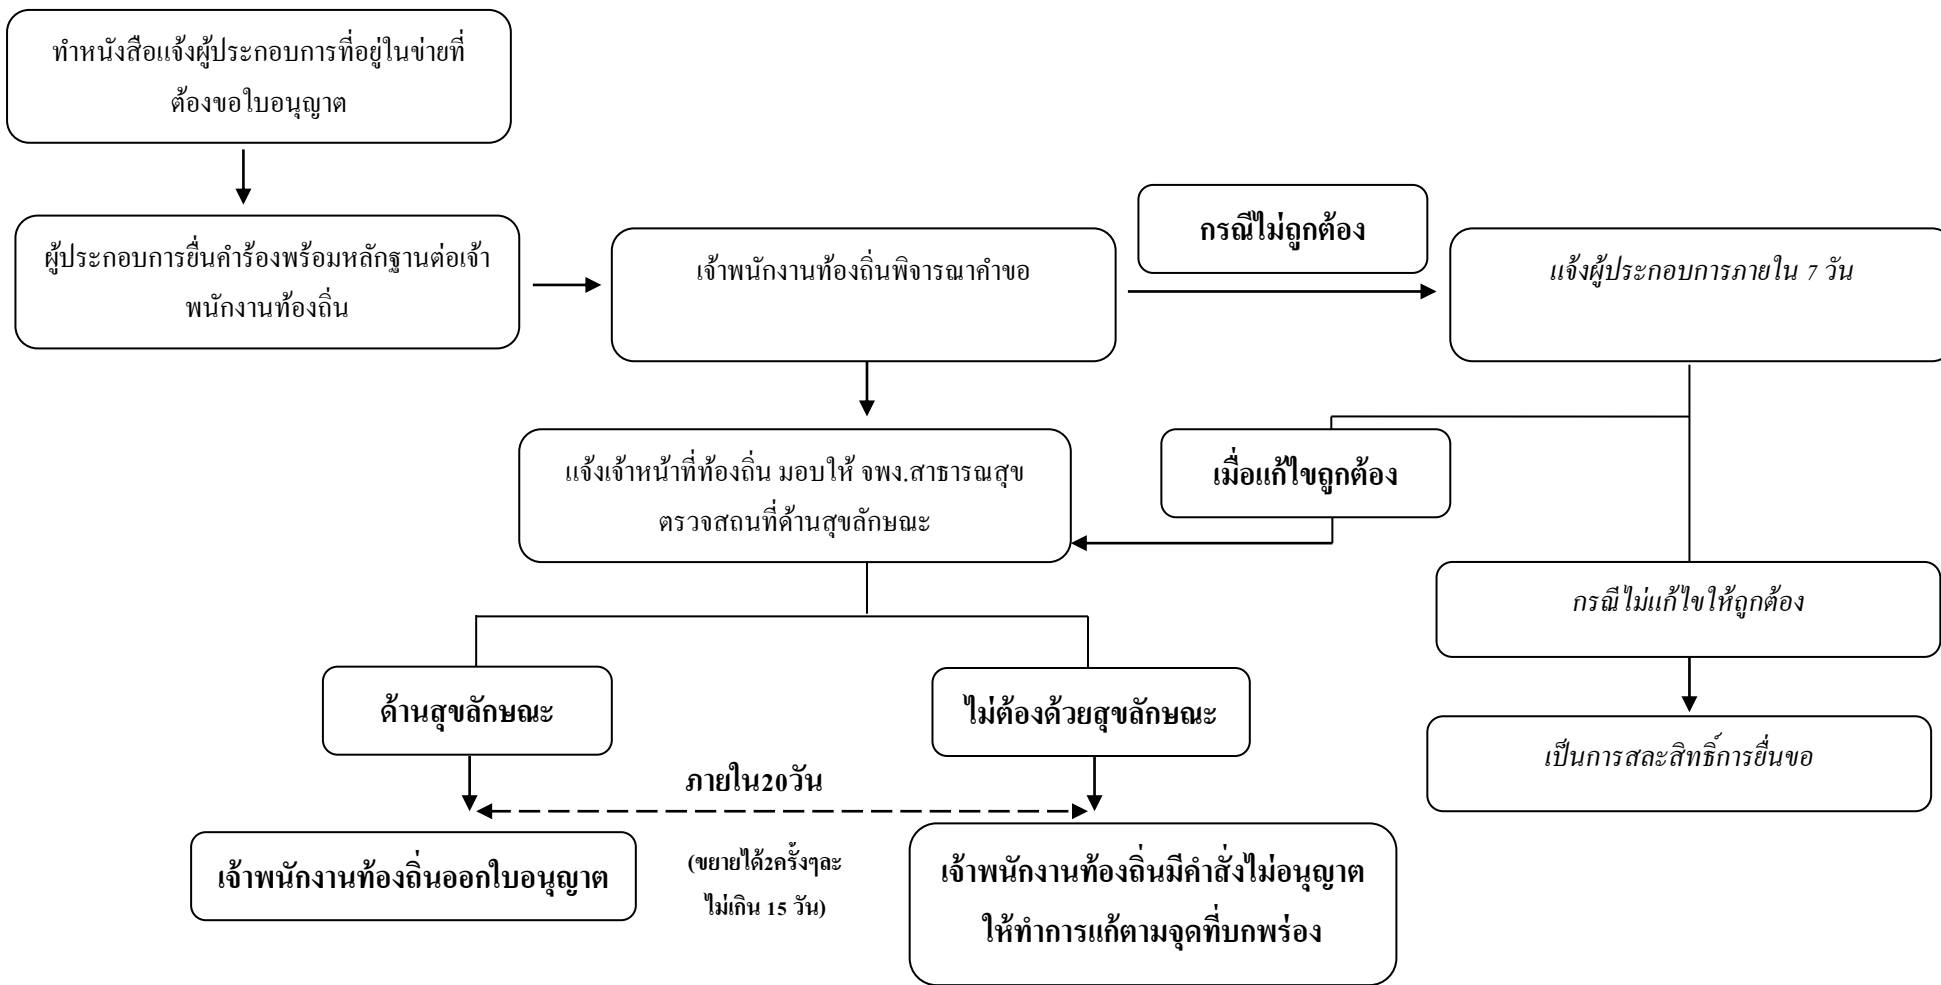 ทำหนังสือแจ้งผู้ประกอบการที่อยู่ในข่ายที่
ต้องขอใบอนุญาต
ผู้ประกอบการยื่นคำร้องพร้อมหลักฐานต่อเจ้า
พนักงานท้องถิ่น
เจ้าพนักงานท้องถิ่นพิจารณาคำขอ
กรณีไม่ถูกต้อง
แจ้งผู้ประกอบการภายใน 7 วัน
แจ้งเจ้าหน้าที่ท้องถิ่น มอบให้ จพง.สาธารณสุข
ตรวจสถนที่ด้านสุขลักษณะ
เมื่อแก้ไขถูกต้อง
กรณีไม่แก้ไขให้ถูกต้อง
เป็นการสละสิทธิ์การยื่นขอ
ด้านสุขลักษณะ
ไม่ต้องด้วยสุขลักษณะ
ภายใน20วัน
(ขยายได้2ครั้งๆละ
ไม่เกิน 15 วัน)
เจ้าพนักงานท้องถิ่นออกใบอนุญาต
เจ้าพนักงานท้องถิ่นมีคำสั่งไม่อนุญาต
ให้ทำการแก้ตามจุดที่บกพร่อง